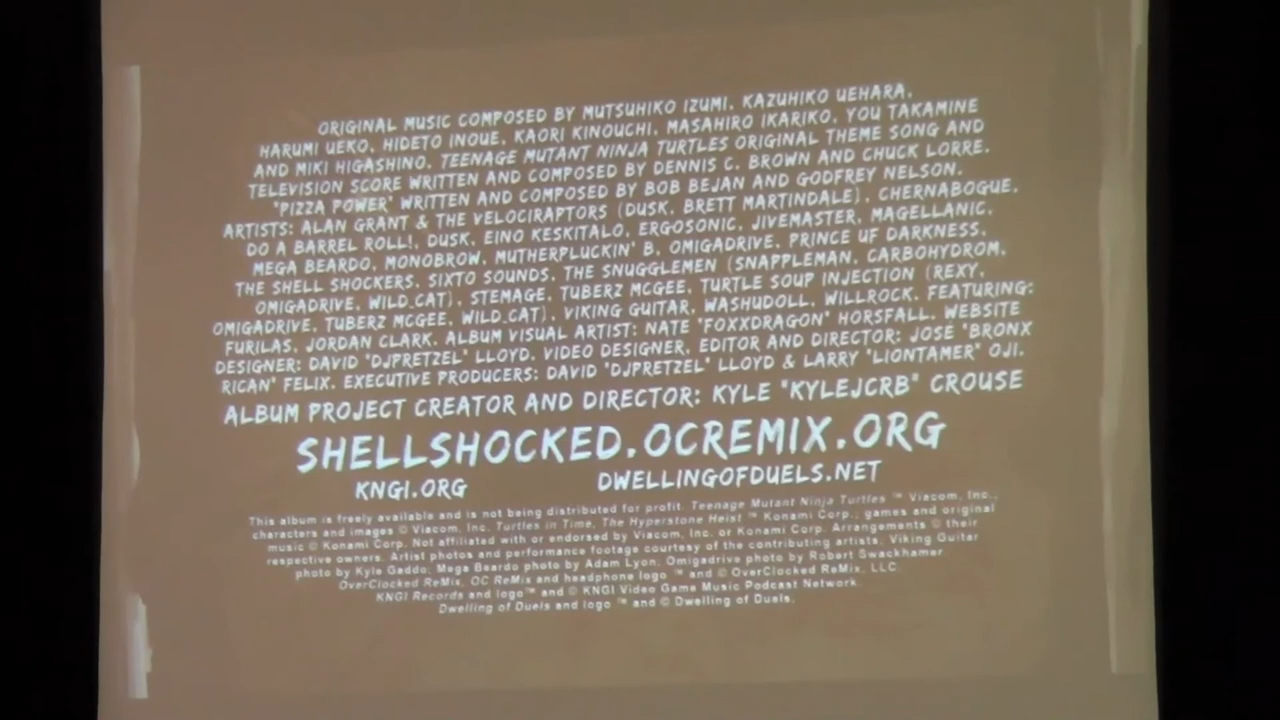 ORIGINAL MUSIC COMPOSED BY MUTSUHIKO IZUMI, KAZUHIKO UEHARA,
HARUMI UEKO, HIDETO INOUE, KAORI KINOUCHI, MASAHIRO IKARIKO, YOU TAKAMINE
AND MIKI HIGASHINO. TEENAGE MUTANT NINJA TURTLES ORIGINAL THEME SONG AND
TELEVISION SCORE WRITTEN AND COMPOSED BY DENNIS C. BROWN AND CHUCK LORRE.
"PIZZA POWER" WRITTEN AND COMPOSED BY BOB BEJAN AND GODFREY NELSON.
ARTISTS: ALAN GRANT & THE VELOCIRAPTORS (DUSK, BRETT MARTINDALE), CHERNABOGUE,
DO A BARREL ROLL!, DUSK, EINO KESKITALO, ERGOSONIC, JIVEMASTER, MAGELLANIC,
MEGA BEARDO, MONOBROW, MUTHERPLUCKIN' B, OMIGADRIVE, PRINCE UF DARKNESS,
THE SHELL SHOCKERS, SIXTO SOUNDS, THE SNUGGLEMEN (SNAPPLEMAN, CARBOHYDROM,
OMIGADRIVE, WILD_CAT), STEMAGE, TUBERZ MCGEE, TURTLE SOUP INJECTION (REXY,
OMIGADRIVE, TUBERZ MCGEE, WILD_CAT), VIKING GUITAR, WASHUDOLL, WILLROCK. FEATURING:
FURILAS, JORDAN CLARK. ALBUM VISUAL ARTIST: NATE "FOXXDRAGON" HORSFALL. WEBSITE
DESIGNER: DAVID "DJPRETZEL" LLOYD. VIDEO DESIGNER, EDITOR AND DIRECTOR: JOSE "BRONX
RICAN" FELIX. EXECUTIVE PRODUCERS: DAVID "DJPRETZEL" LLOYD & LARRY "LIONTAMER" OJI.
ALBUM PROJECT CREATOR AND DIRECTOR: KYLE "KYLEJCRB" CROUSE
SHELLSHOCKED.OCREMIX.ORG
KNGI.ORG DWELLINGOFDUELS.NET
This album is freely available and is not being distributed for profit. Teenage Mutant Ninja Turtles ™ Viacom, Inc.,
characters and images © Viacom, Inc. Turtles in Time, The Hyperstone Heist ™ Konami Corp.; games and original
music © Konami Corp. Not affiliated with or endorsed by Viacom, Inc. or Konami Corp. Arrangements © their
respective owners. Artist photos and performance footage courtesy of the contributing artists. Viking Guitar
photo by Kyle Gaddo. Mega Beardo photo by Adam Lyon. Omigadrive photo by Robert Swackhamer.
OverClocked ReMix, OC ReMix and headphone logo ™ and © OverClocked ReMix, LLC.
KNGI Records and logo ™ and © KNGI Video Game Music Podcast Network.
Dwelling of Duels and logo ™ and © Dwelling of Duels.